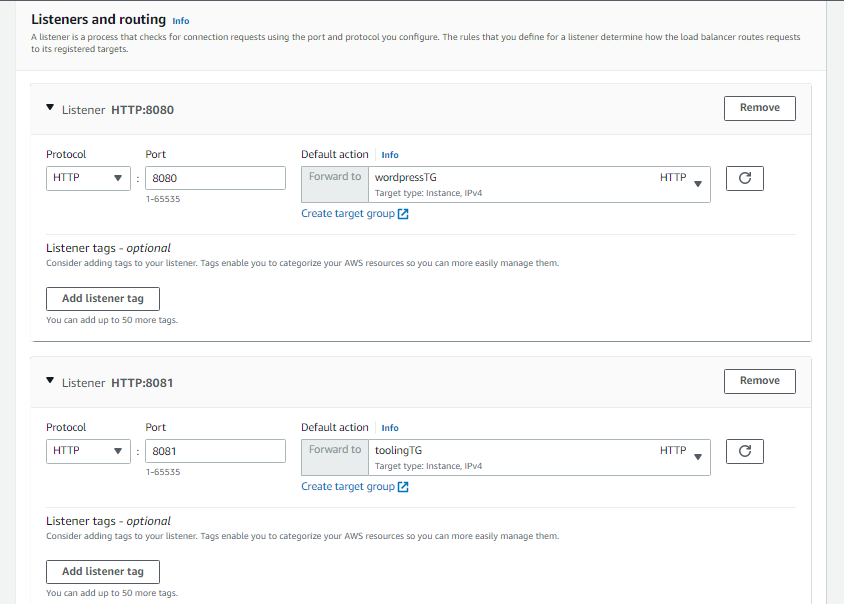 Listeners and routing Info
A listener is a process that checks for connection requests using the port and protocol you configure. The rules that you define for a listener determine how the load balancer routes requests
to its registered targets.
Listener HTTP:8080
Remove
Protocol Port Default action Info
HTTP : 8080 Forward to wordpressTG HTTP
Target type: Instance, IPv4
1-65535
Create target group
Listener tags - optional
Consider adding tags to your listener. Tags enable you to categorize your AWS resources so you can more easily manage them.
Add listener tag
You can add up to 50 more tags.
Listener HTTP:8081
Remove
Protocol Port Default action Info
HTTP : 8081 Forward to toolingTG HTTP
Target type: Instance, IPv4
1-65535
Create target group
Listener tags - optional
Consider adding tags to your listener. Tags enable you to categorize your AWS resources so you can more easily manage them.
Add listener tag
You can add up to 50 more tags.